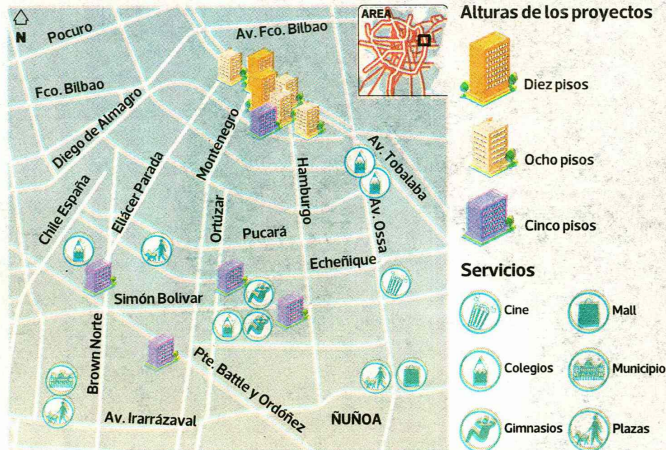 N
Pocuro
Av. Fco. Bilbao
AREA
Fco. Bilbao
Diego de Almagro
Montenegro
Av. Tobalaba
Chile España
Eliácer Parada
Ortúzar
Hamburgo
Av. Ossa
Pucará
Echeñique
Simón Bolivar
Brown Norte
Pte. Battle y Ordóñez
Av. Irarrázaval
ÑUÑOA
Alturas de los proyectos
Diez pisos
Ocho pisos
Cinco pisos
Servicios
Cine
Mall
Colegios
Municipio
Gimnasios
Plazas